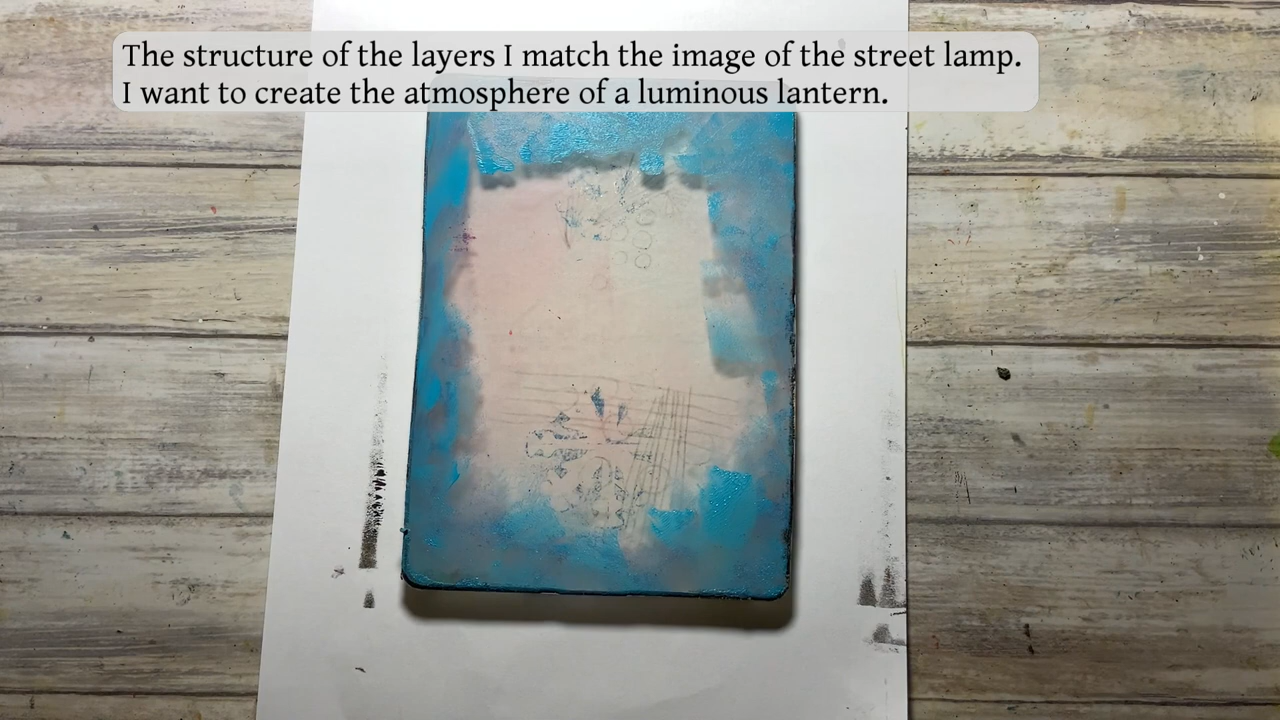 The structure of the layers I match the image of the street lamp.
I want to create the atmosphere of a luminous lantern.